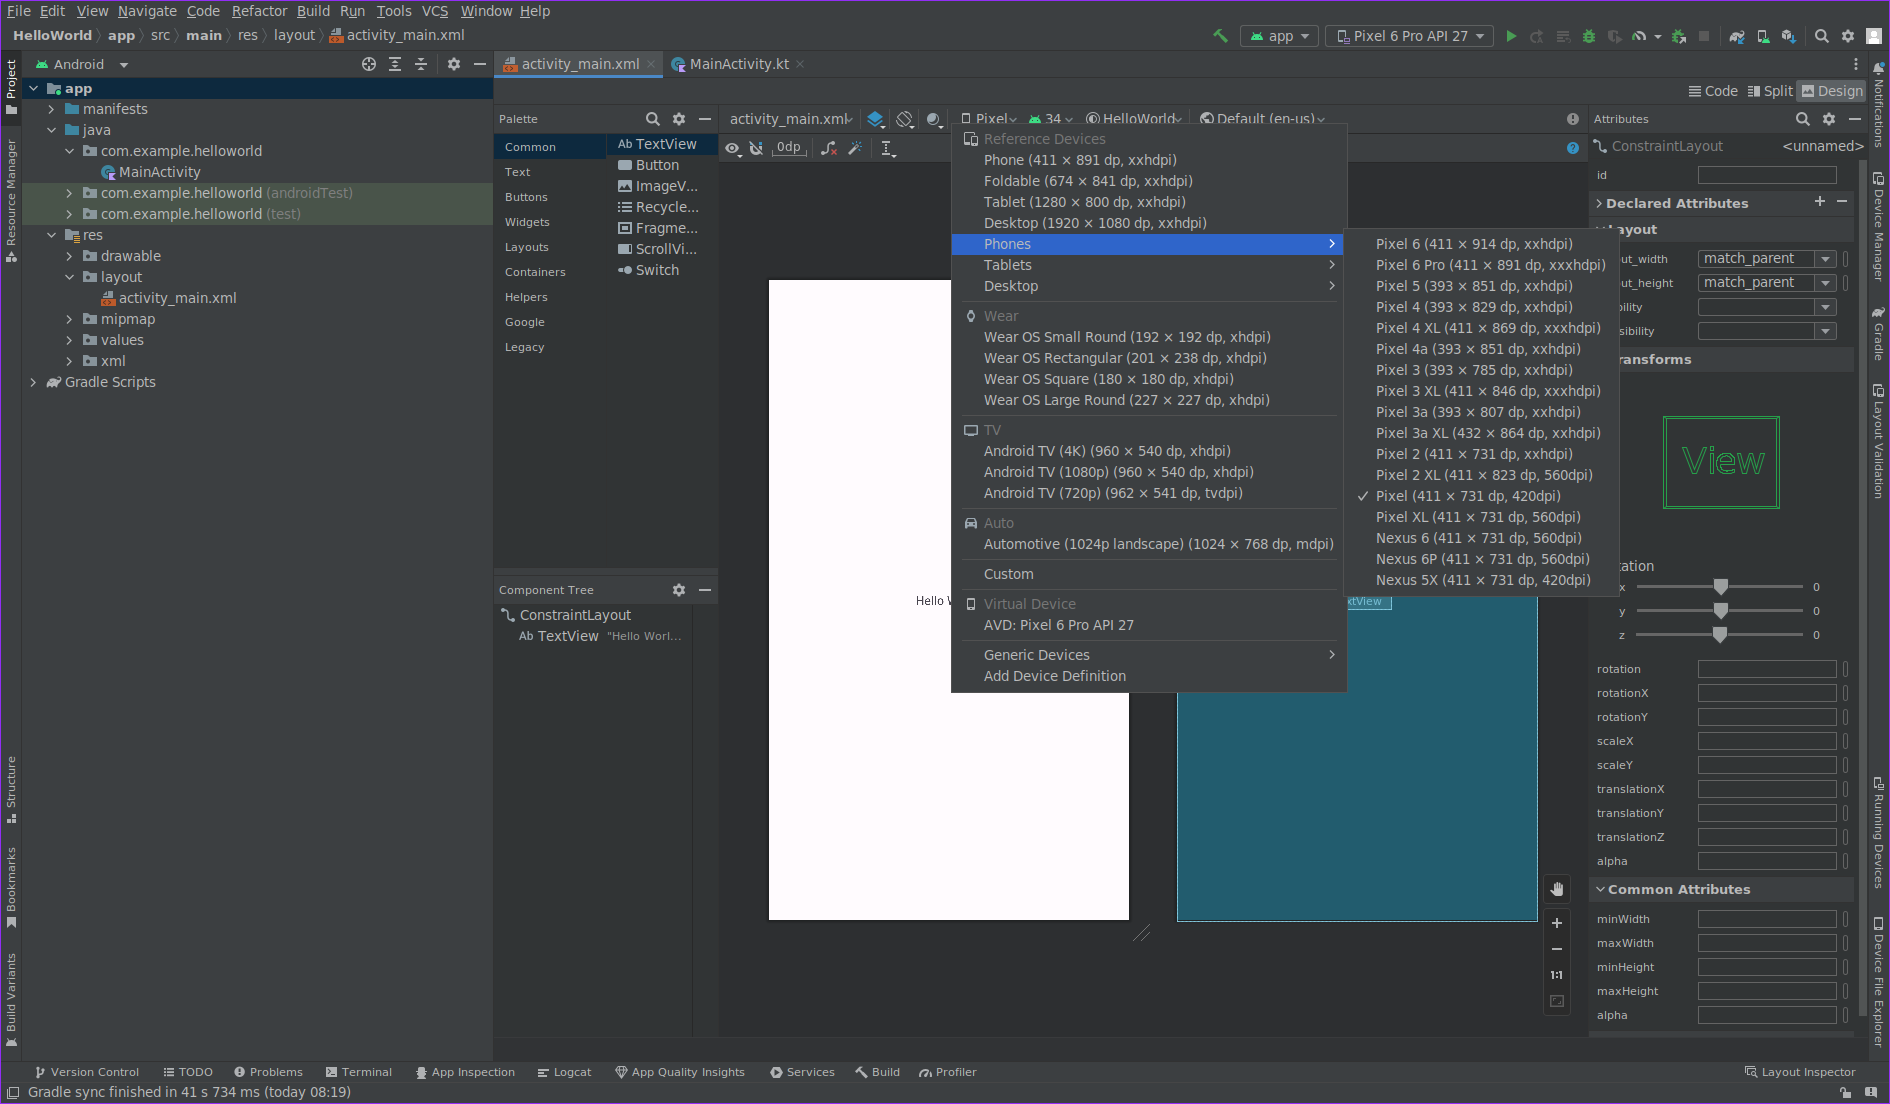 File Edit View Navigate Code Refactor Build Run Tools VCS Window Help
HelloWorld app src main res layout activity_main.xml
app
Pixel 6 Pro API 27
Android
activity_main.xml
MainActivity.kt
Code Split Design
Project
Resource Manager
Structure
Bookmarks
Build Variants
app
manifests
java
com.example.helloworld
MainActivity
com.example.helloworld (androidTest)
com.example.helloworld (test)
res
drawable
layout
activity_main.xml
mipmap
values
xml
Gradle Scripts
Palette
Common
Text
Buttons
Widgets
Layouts
Containers
Helpers
Google
Legacy
Ab TextView
Button
ImageV...
Recycle...
Fragme...
ScrollVi...
Switch
Component Tree
ConstraintLayout
Ab TextView "Hello Worl...
activity_main.xml
Pixel 34 HelloWorld Default (en-us)
0dp
Hello W
Reference Devices
Phone (411 × 891 dp, xxhdpi)
Foldable (674 × 841 dp, xxhdpi)
Tablet (1280 × 800 dp, xxhdpi)
Desktop (1920 × 1080 dp, xxhdpi)
Phones
Tablets
Desktop
Wear
Wear OS Small Round (192 × 192 dp, xhdpi)
Wear OS Rectangular (201 × 238 dp, xhdpi)
Wear OS Square (180 × 180 dp, xhdpi)
Wear OS Large Round (227 × 227 dp, xhdpi)
TV
Android TV (4K) (960 × 540 dp, xhdpi)
Android TV (1080p) (960 × 540 dp, xhdpi)
Android TV (720p) (962 × 541 dp, tvdpi)
Auto
Automotive (1024p landscape) (1024 × 768 dp, mdpi)
Custom
Virtual Device
AVD: Pixel 6 Pro API 27
Generic Devices
Add Device Definition
Pixel 6 (411 × 914 dp, xxhdpi)
Pixel 6 Pro (411 × 891 dp, xxxhdpi)
Pixel 5 (393 × 851 dp, xxhdpi)
Pixel 4 (393 × 829 dp, xxhdpi)
Pixel 4 XL (411 × 869 dp, xxxhdpi)
Pixel 4a (393 × 851 dp, xxhdpi)
Pixel 3 (393 × 785 dp, xxhdpi)
Pixel 3 XL (411 × 846 dp, xxxhdpi)
Pixel 3a (393 × 807 dp, xxhdpi)
Pixel 3a XL (432 × 864 dp, xxhdpi)
Pixel 2 (411 × 731 dp, xxhdpi)
Pixel 2 XL (411 × 823 dp, 560dpi)
Pixel (411 × 731 dp, 420dpi)
Pixel XL (411 × 731 dp, 560dpi)
Nexus 6 (411 × 731 dp, 560dpi)
Nexus 6P (411 × 731 dp, 560dpi)
Nexus 5X (411 × 731 dp, 420dpi)
xtView
1:1
Attributes
ConstraintLayout <unnamed>
id
Declared Attributes
ayout
ut_width match_parent
ut_height match_parent
bility
sibility
ransforms
View
tation
x 0
y 0
z 0
rotation
rotationX
rotationY
scaleX
scaleY
translationX
translationY
translationZ
alpha
Common Attributes
minWidth
maxWidth
minHeight
maxHeight
alpha
Notifications
Device Manager
Gradle
Layout Validation
Running Devices
Device File Explorer
Version Control TODO Problems Terminal App Inspection Logcat App Quality Insights Services Build Profiler Layout Inspector
Gradle sync finished in 41 s 734 ms (today 08:19)